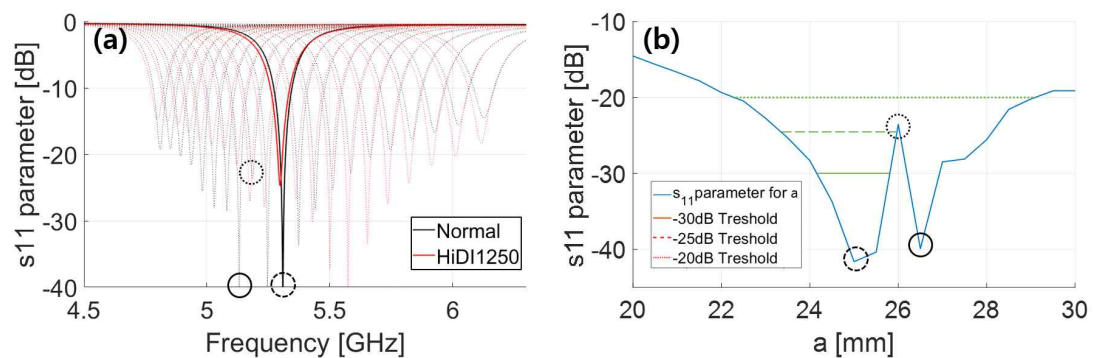 (a)
s11 parameter [dB]
0
-10
-20
-30
-40
4.5
5
5.5
6
Frequency [GHz]
Normal
HiDI1250
(b)
s11 parameter [dB]
-10
-20
-30
-40
20
22
24
26
28
30
a [mm]
s11 parameter for a
-30dB Treshold
-25dB Treshold
-20dB Treshold